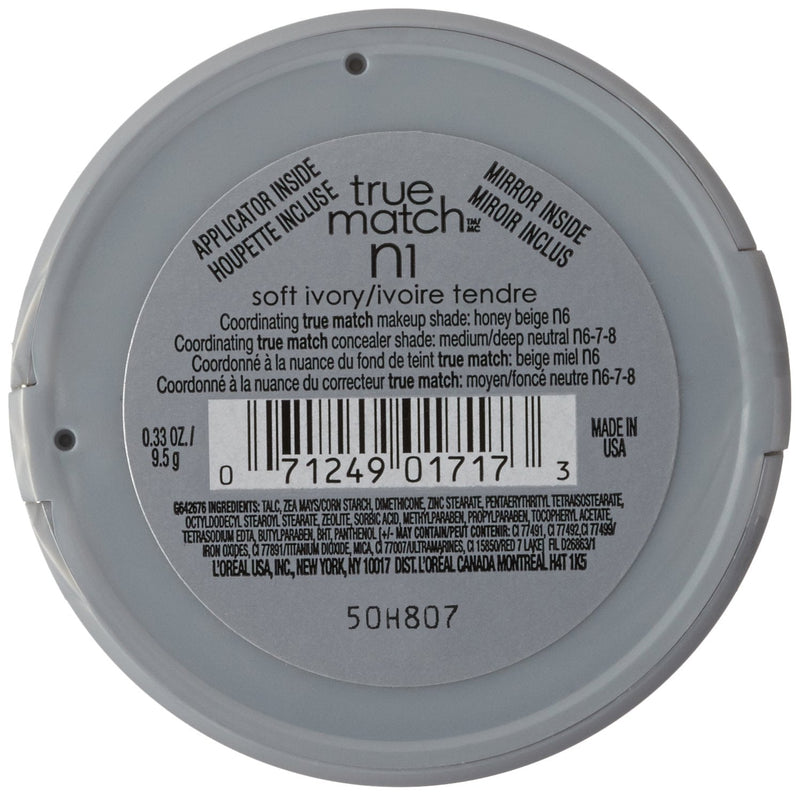 APPLICATOR INSIDE
HOUPETTE INCLUSE
true
match™/MC
MIRROR INSIDE
MIROIR INCLUS
n1
soft ivory/ivoire tendre
Coordinating true match makeup shade: honey beige n6
Coordinating true match concealer shade: medium/deep neutral n6-7-8
Coordonné à la nuance du fond de teint true match: beige miel n6
Coordonné à la nuance du correcteur true match: moyen/foncé neutre n6-7-8
0.33 OZ./
9.5 g
0 71249 01717 3
MADE IN
USA
G642676 INGREDIENTS: TALC, ZEA MAYS/CORN STARCH, DIMETHICONE, ZINC STEARATE, PENTAERYTHRITYL TETRAISOSTEARATE,
OCTYLDODECYL STEAROYL STEARATE, ZEOLITE, SORBIC ACID, METHYLPARABEN, PROPYLPARABEN, TOCOPHERYL ACETATE,
TETRASODIUM EDTA, BUTYLPARABEN, BHT, PANTHENOL [+/- MAY CONTAIN/PEUT CONTENIR: CI 77491, CI 77492,CI 77499/
IRON OXIDES, CI 77891/TITANIUM DIOXIDE, MICA, CI 77007/ULTRAMARINES, CI 15850/RED 7 LAKE] FIL D26863/1
L'ORÉAL USA, INC., NEW YORK, NY 10017 DIST. L'ORÉAL CANADA MONTRÉAL H4T 1K5
50H807